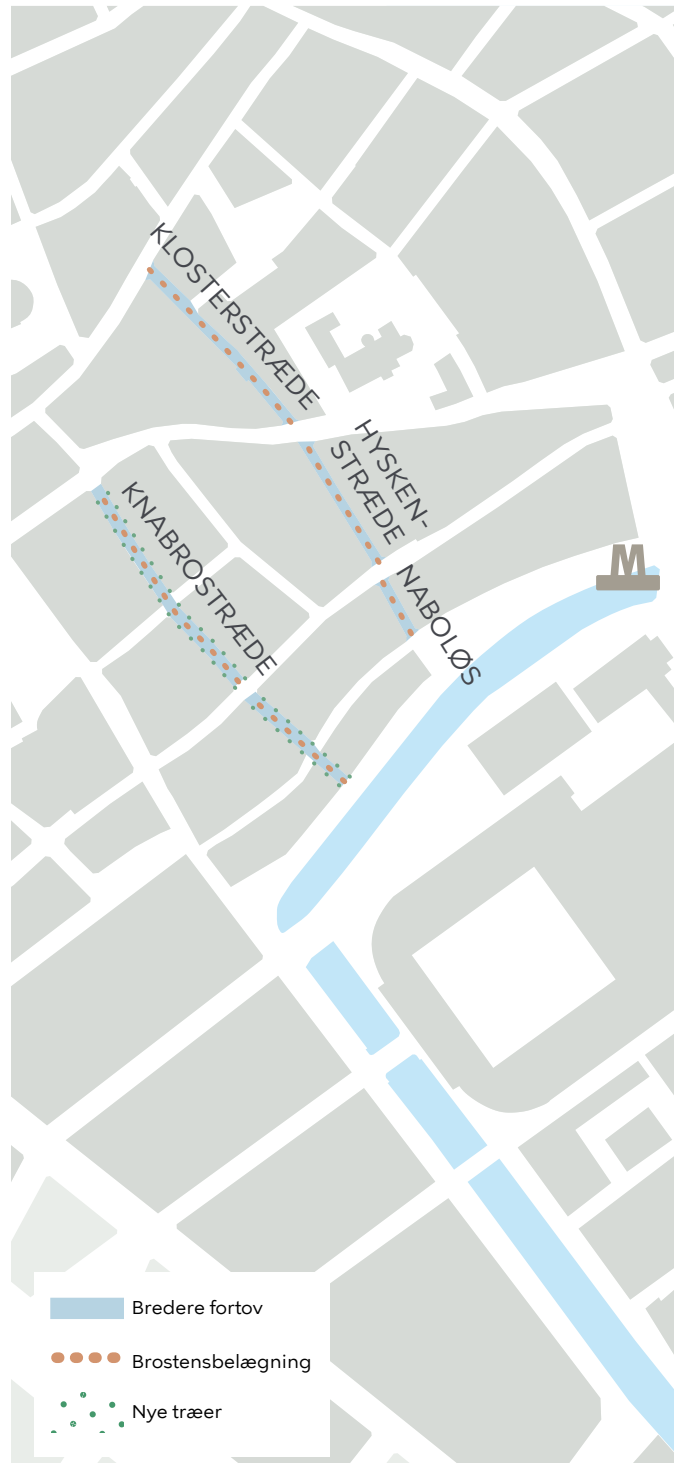 KLOSTERSTRÆDE
HYSKEN-
STRÆDE
KNABROSTRÆDE
NABOLØS
M
Bredere fortov
Brostensbelægning
Nye træer